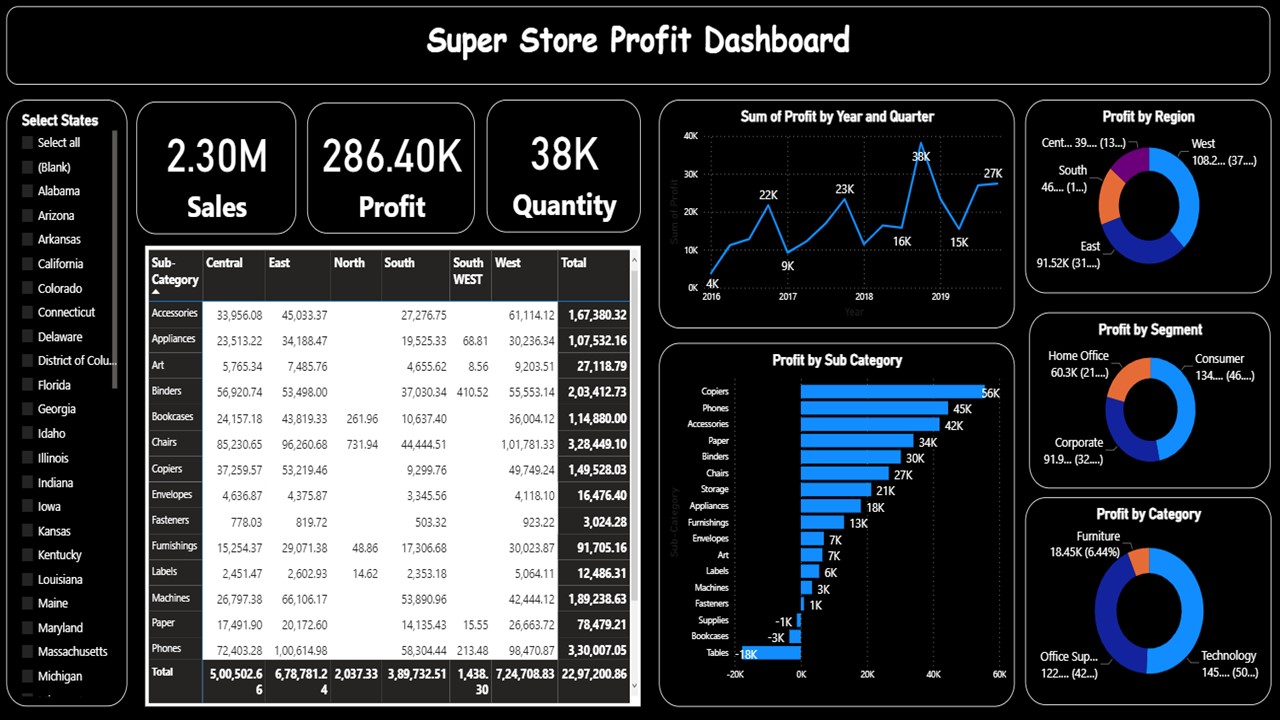 Super Store Profit Dashboard
Select States
Select all
(Blank)
Alabama
Arizona
Arkansas
California
Colorado
Connecticut
Delaware
District of Colu...
Florida
Georgia
Idaho
Illinois
Indiana
Iowa
Kansas
Kentucky
Louisiana
Maine
Maryland
Massachusetts
Michigan
2.30M
Sales
286.40K
Profit
38K
Quantity
Sub-Category Central East North South South WEST West Total
Accessories 33,956.08 45,033.37 27,276.75 61,114.12 1,67,380.32
Appliances 23,513.22 34,188.47 19,525.33 68.81 30,236.34 1,07,532.16
Art 5,765.34 7,485.76 4,655.62 8.56 9,203.51 27,118.79
Binders 56,920.74 53,498.00 37,030.34 410.52 55,553.14 2,03,412.73
Bookcases 24,157.18 43,819.33 261.96 10,637.40 36,004.12 1,14,880.00
Chairs 85,230.65 96,260.68 731.94 44,444.51 1,01,781.33 3,28,449.10
Copiers 37,259.57 53,219.46 9,299.76 49,749.24 1,49,528.03
Envelopes 4,636.87 4,375.87 3,345.56 4,118.10 16,476.40
Fasteners 778.03 819.72 503.32 923.22 3,024.28
Furnishings 15,254.37 29,071.38 48.86 17,306.68 30,023.87 91,705.16
Labels 2,451.47 2,602.93 14.62 2,353.18 5,064.11 12,486.31
Machines 26,797.38 66,106.17 53,890.96 42,444.12 1,89,238.63
Paper 17,491.90 20,172.60 14,135.43 15.55 26,663.72 78,479.21
Phones 72,403.28 1,00,614.98 58,304.44 213.48 98,470.87 3,30,007.05
Total 5,00,502.66 6,78,781.24 2,037.33 3,89,732.51 1,438.30 7,24,708.83 22,97,200.86
Sum of Profit by Year and Quarter
Sum of Profit
40K
30K
20K
10K
0K
4K
22K
9K
23K
16K
38K
15K
27K
2016 2017 2018 2019
Year
Profit by Sub Category
Sub-Category
Copiers 56K
Phones 45K
Accessories 42K
Paper 34K
Binders 30K
Chairs 27K
Storage 21K
Appliances 18K
Furnishings 13K
Envelopes 7K
Art 7K
Labels 6K
Machines 3K
Fasteners 1K
Supplies -1K
Bookcases -3K
Tables -18K
-20K 0K 20K 40K 60K
Profit by Region
Cent... 39.... (13...)
West
108.2... (37....)
South
46.... (1...)
East
91.52K (31....)
Profit by Segment
Home Office
60.3K (21....)
Consumer
134.... (46....)
Corporate
91.9... (32....)
Profit by Category
Furniture
18.45K (6.44%)
Office Sup...
122.... (42...)
Technology
145.... (50...)